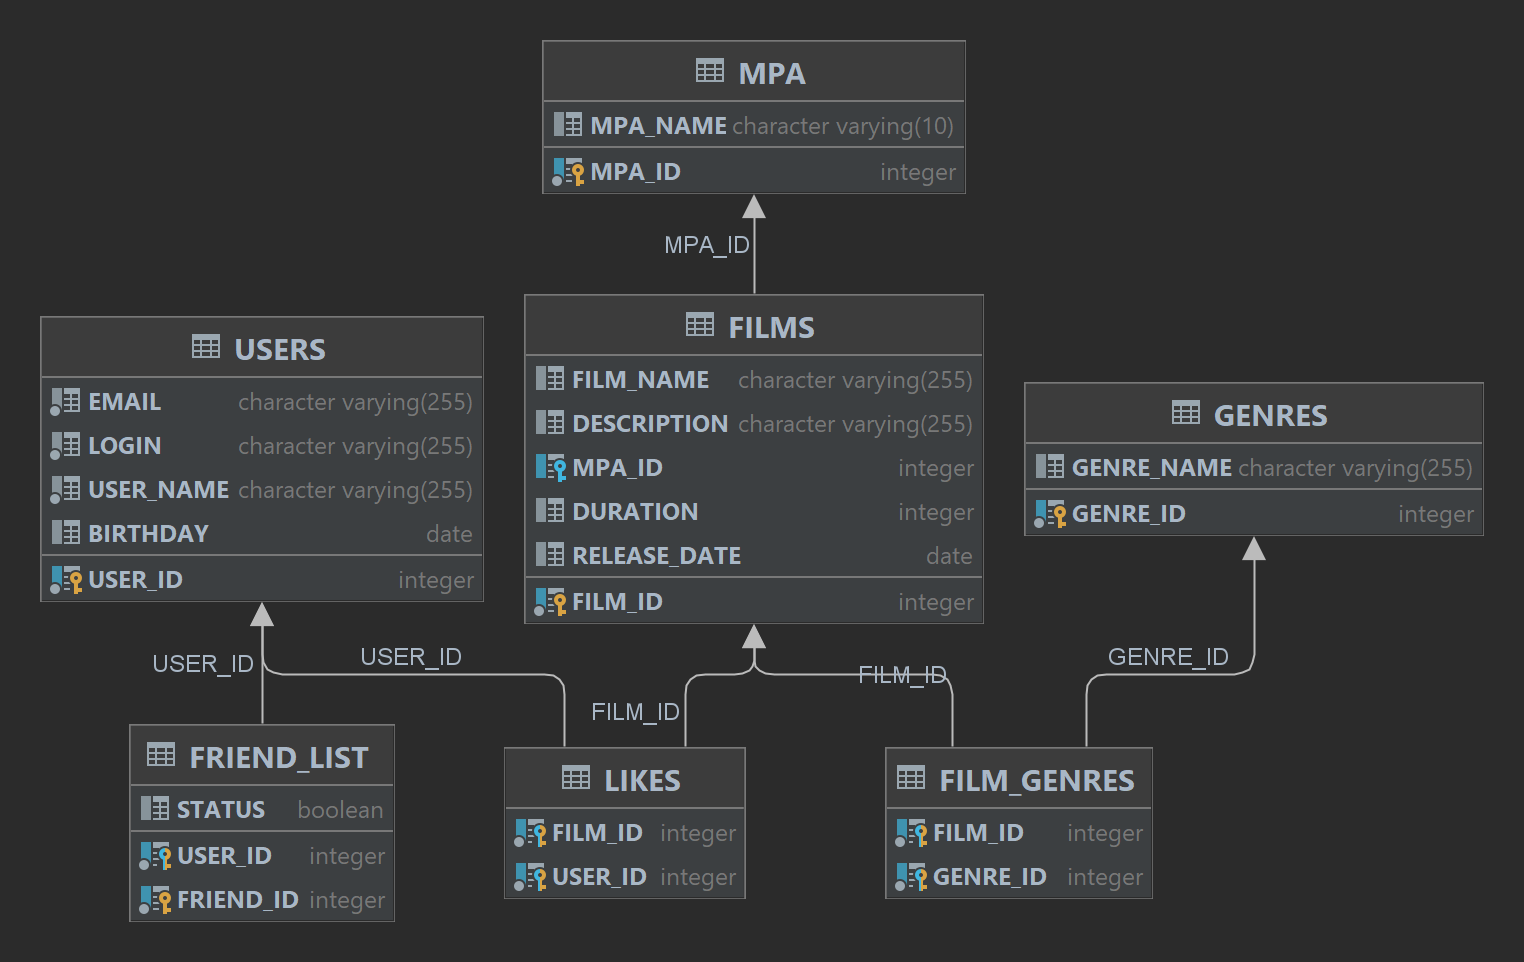 MPA
MPA_NAME character varying(10)
MPA_ID integer
MPA_ID
USERS
EMAIL character varying(255)
LOGIN character varying(255)
USER_NAME character varying(255)
BIRTHDAY date
USER_ID integer
FILMS
FILM_NAME character varying(255)
DESCRIPTION character varying(255)
MPA_ID integer
DURATION integer
RELEASE_DATE date
FILM_ID integer
GENRES
GENRE_NAME character varying(255)
GENRE_ID integer
USER_ID
USER_ID
FILM_ID
FILM_ID
GENRE_ID
FRIEND_LIST
STATUS boolean
USER_ID integer
FRIEND_ID integer
LIKES
FILM_ID integer
USER_ID integer
FILM_GENRES
FILM_ID integer
GENRE_ID integer